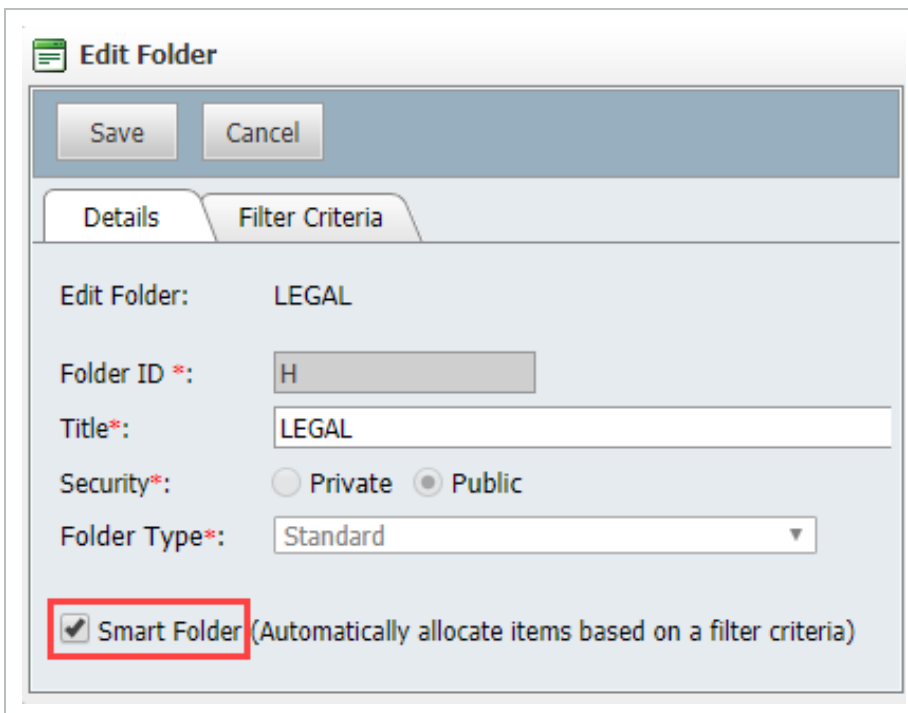 Edit Folder
Save Cancel
Details Filter Criteria
Edit Folder: LEGAL
Folder ID *: H
Title*: LEGAL
Security*: Private Public
Folder Type*: Standard
Smart Folder (Automatically allocate items based on a filter criteria)